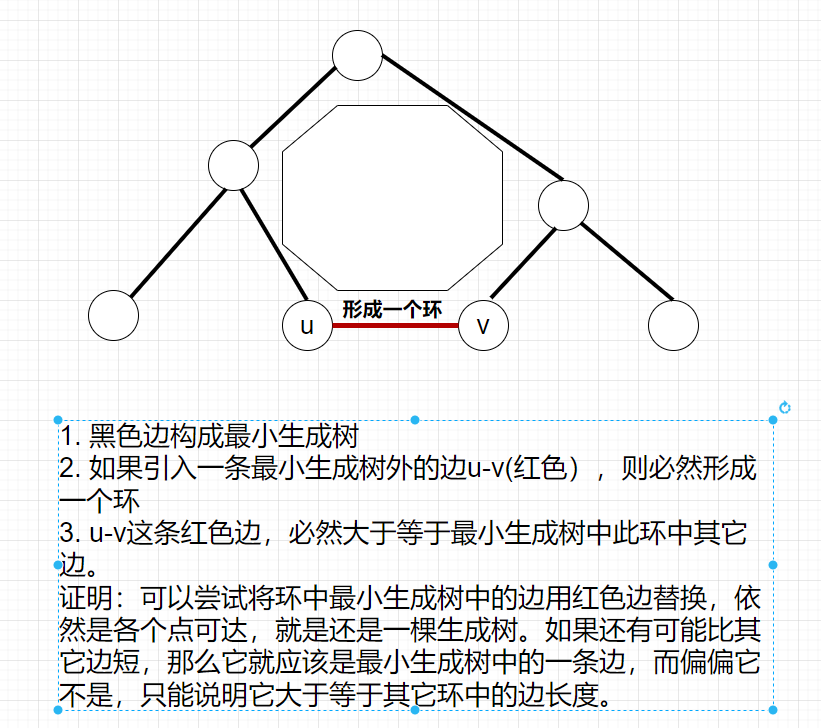 形成一个环
u
v
1. 黑色边构成最小生成树
2. 如果引入一条最小生成树外的边u-v(红色），则必然形成
一个环
3. u-v这条红色边，必然大于等于最小生成树中此环中其它
边。
证明：可以尝试将环中最小生成树中的边用红色边替换，依
然是各个点可达，就是还是一棵生成树。如果还有可能比其
它边短，那么它就应该是最小生成树中的一条边，而偏偏它
不是，只能说明它大于等于其它环中的边长度。